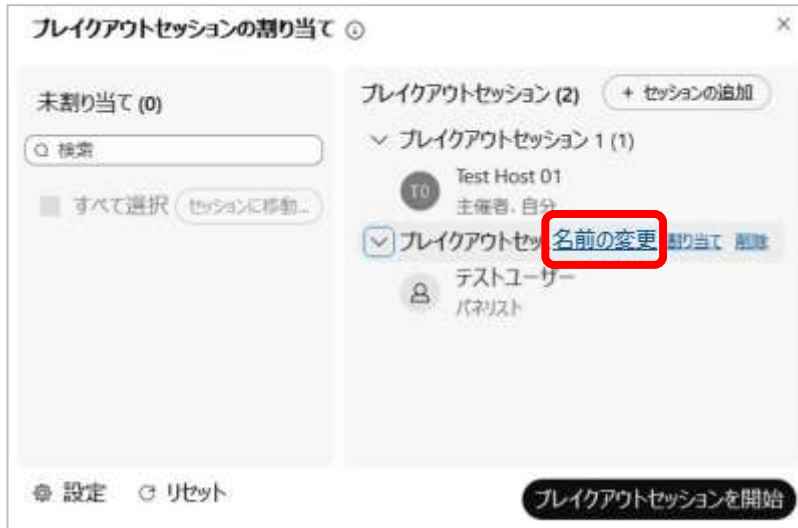 ブレイクアウトセッションの割り当て
未割り当て (0)
検索
すべて選択 セッションに移動...
ブレイクアウトセッション (2) + セッションの追加
ブレイクアウトセッション 1 (1)
TO Test Host 01
主催者, 自分
ブレイクアウトセッ 名前の変更 割り当て 削除
テストユーザー
パネリスト
設定 リセット
ブレイクアウトセッションを開始